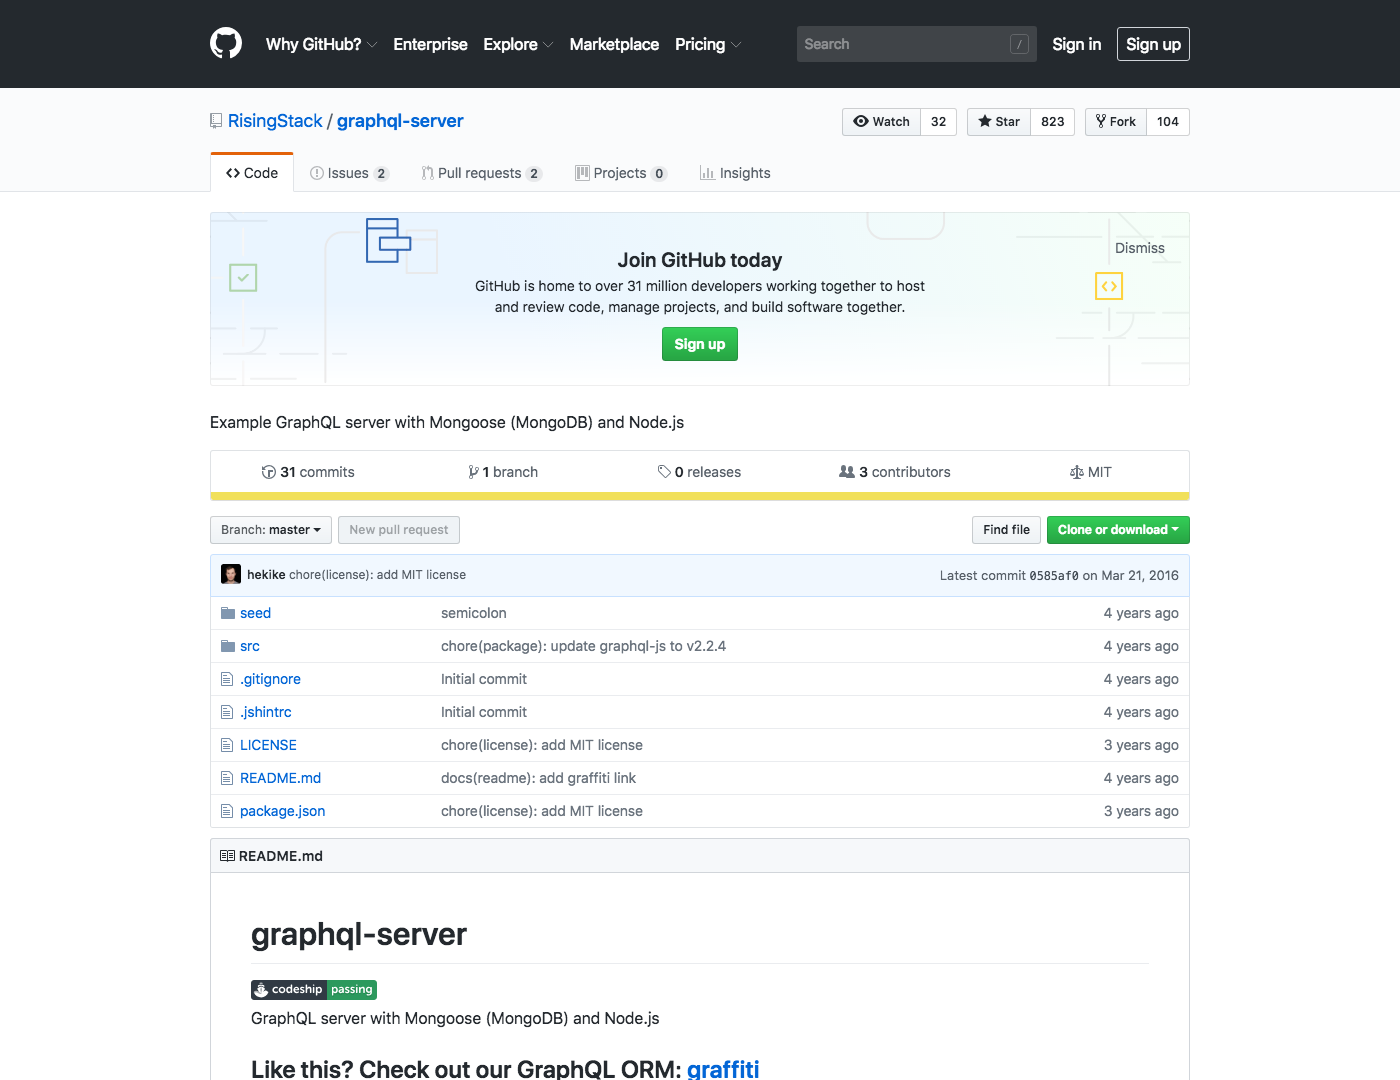 Why GitHub? Enterprise Explore Marketplace Pricing Search / Sign in Sign up
RisingStack / graphql-server Watch 32 Star 823 Fork 104
Code Issues 2 Pull requests 2 Projects 0 Insights
Dismiss
Join GitHub today
GitHub is home to over 31 million developers working together to host
and review code, manage projects, and build software together.
Sign up
Example GraphQL server with Mongoose (MongoDB) and Node.js
31 commits 1 branch 0 releases 3 contributors MIT
Branch: master New pull request Find file Clone or download
hekike chore(license): add MIT license Latest commit 0585af0 on Mar 21, 2016
seed semicolon 4 years ago
src chore(package): update graphql-js to v2.2.4 4 years ago
.gitignore Initial commit 4 years ago
.jshintrc Initial commit 4 years ago
LICENSE chore(license): add MIT license 3 years ago
README.md docs(readme): add graffiti link 4 years ago
package.json chore(license): add MIT license 3 years ago
README.md
graphql-server
codeship passing
GraphQL server with Mongoose (MongoDB) and Node.js
Like this? Check out our GraphQL ORM: graffiti